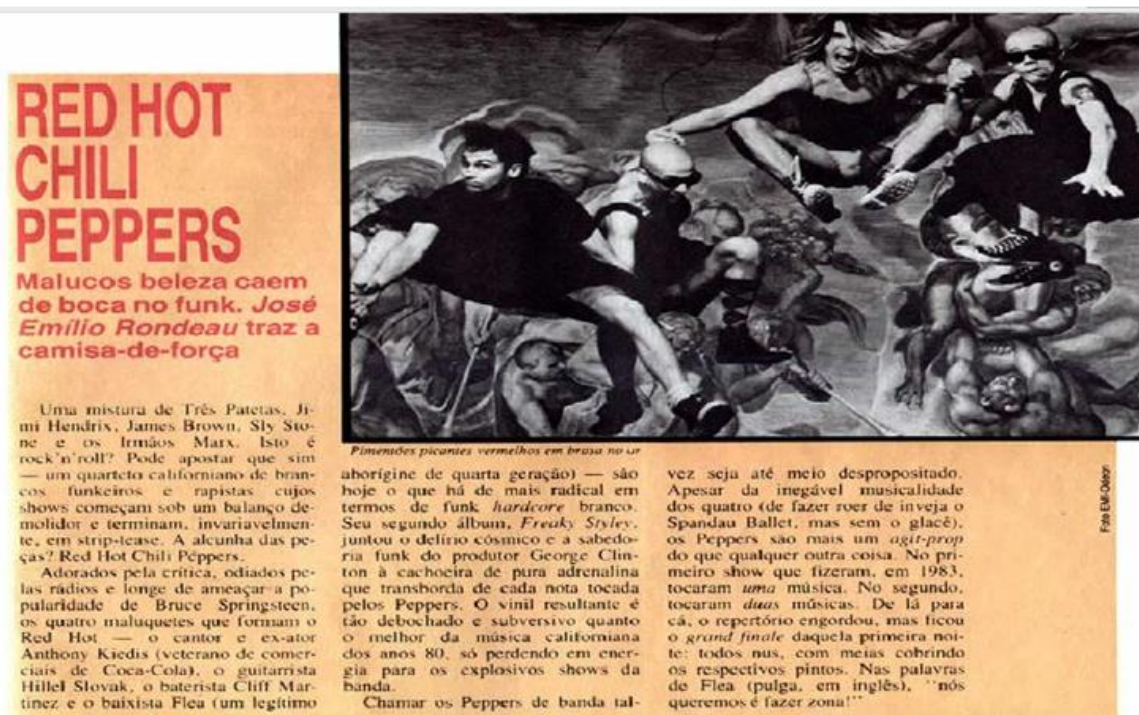 RED HOT
CHILI
PEPPERS
Malucos beleza caem
de boca no funk. José
Emílio Rondeau traz a
camisa-de-força
Uma mistura de Três Patetas, Ji-
mi Hendrix, James Brown, Sly Sto-
ne e os Irmãos Marx. Isto é
rock'n'roll? Pode apostar que sim
— um quarteto californiano de bran-
cos funkeiros e rapistas cujos
shows começam sob um balanço de-
molidor e terminam, invariavelmen-
te, em strip-tease. A alcunha das pe-
ças? Red Hot Chili Peppers.
Adorados pela crítica, odiados pe-
las rádios e longe de ameaçar a po-
pularidade de Bruce Springsteen,
os quatro maluquetes que formam o
Red Hot — o cantor e ex-ator
Anthony Kiedis (veterano de comer-
ciais de Coca-Cola), o guitarrista
Hillel Slovak, o baterista Cliff Mar-
tinez e o baixista Flea (um legítimo
Pimentões picantes vermelhos em brasa no ar
aborígine de quarta geração) — são
hoje o que há de mais radical em
termos de funk hardcore branco.
Seu segundo álbum, Freaky Styley,
juntou o delírio cósmico e a sabedo-
ria funk do produtor George Clin-
ton à cachoeira de pura adrenalina
que transborda de cada nota tocada
pelos Peppers. O vinil resultante é
tão debochado e subversivo quanto
o melhor da música californiana
dos anos 80, só perdendo em ener-
gia para os explosivos shows da
banda.
Chamar os Peppers de banda tal-
vez seja até meio despropositado.
Apesar da inegável musicalidade
dos quatro (de fazer roer de inveja o
Spandau Ballet, mas sem o glacê),
os Peppers são mais um agit-prop
do que qualquer outra coisa. No pri-
meiro show que fizeram, em 1983,
tocaram uma música. No segundo,
tocaram duas músicas. De lá para
cá, o repertório engordou, mas ficou
o grand finale daquela primeira noi-
te: todos nus, com meias cobrindo
os respectivos pintos. Nas palavras
de Flea (pulga, em inglês), "nós
queremos é fazer zona!"
Foto EMI-Odeon